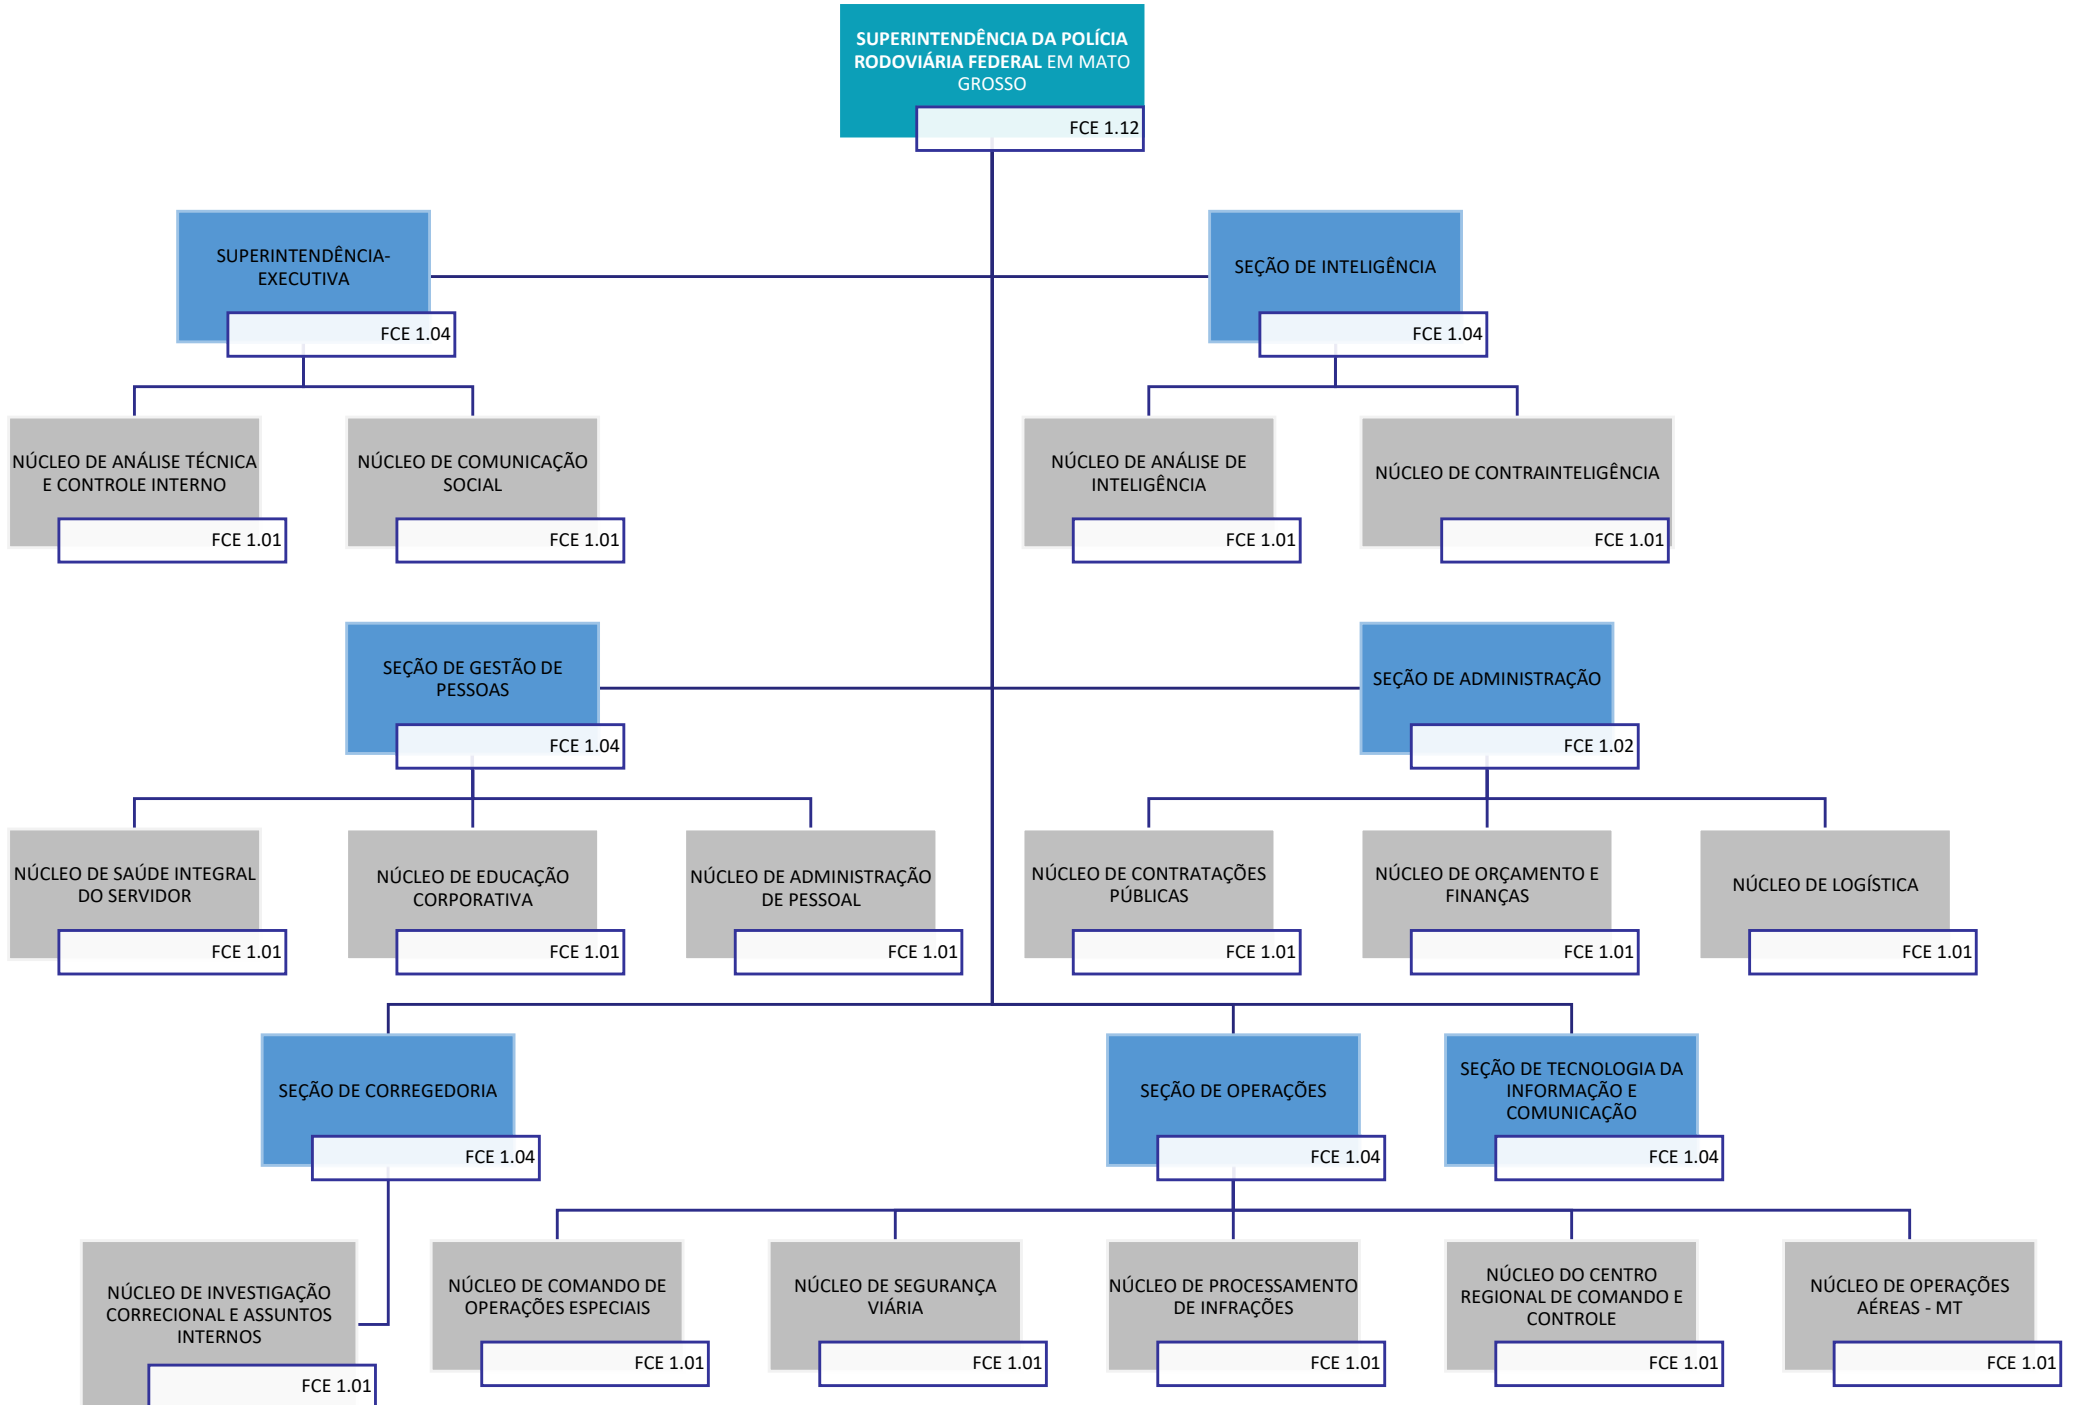 SUPERINTENDÊNCIA DA POLÍCIA
RODOVIÁRIA FEDERAL EM MATO
GROSSO
FCE 1.12
SUPERINTENDÊNCIA-
EXECUTIVA
FCE 1.04
SEÇÃO DE INTELIGÊNCIA
FCE 1.04
NÚCLEO DE ANÁLISE TÉCNICA
E CONTROLE INTERNO
FCE 1.01
NÚCLEO DE COMUNICAÇÃO
SOCIAL
FCE 1.01
NÚCLEO DE ANÁLISE DE
INTELIGÊNCIA
FCE 1.01
NÚCLEO DE CONTRAINTELIGÊNCIA
FCE 1.01
SEÇÃO DE GESTÃO DE
PESSOAS
FCE 1.04
SEÇÃO DE ADMINISTRAÇÃO
FCE 1.02
NÚCLEO DE SAÚDE INTEGRAL
DO SERVIDOR
FCE 1.01
NÚCLEO DE EDUCAÇÃO
CORPORATIVA
FCE 1.01
NÚCLEO DE ADMINISTRAÇÃO
DE PESSOAL
FCE 1.01
NÚCLEO DE CONTRATAÇÕES
PÚBLICAS
FCE 1.01
NÚCLEO DE ORÇAMENTO E
FINANÇAS
FCE 1.01
NÚCLEO DE LOGÍSTICA
FCE 1.01
SEÇÃO DE CORREGEDORIA
FCE 1.04
SEÇÃO DE OPERAÇÕES
FCE 1.04
SEÇÃO DE TECNOLOGIA DA
INFORMAÇÃO E
COMUNICAÇÃO
FCE 1.04
NÚCLEO DE INVESTIGAÇÃO
CORRECIONAL E ASSUNTOS
INTERNOS
FCE 1.01
NÚCLEO DE COMANDO DE
OPERAÇÕES ESPECIAIS
FCE 1.01
NÚCLEO DE SEGURANÇA
VIÁRIA
FCE 1.01
NÚCLEO DE PROCESSAMENTO
DE INFRAÇÕES
FCE 1.01
NÚCLEO DO CENTRO
REGIONAL DE COMANDO E
CONTROLE
FCE 1.01
NÚCLEO DE OPERAÇÕES
AÉREAS - MT
FCE 1.01